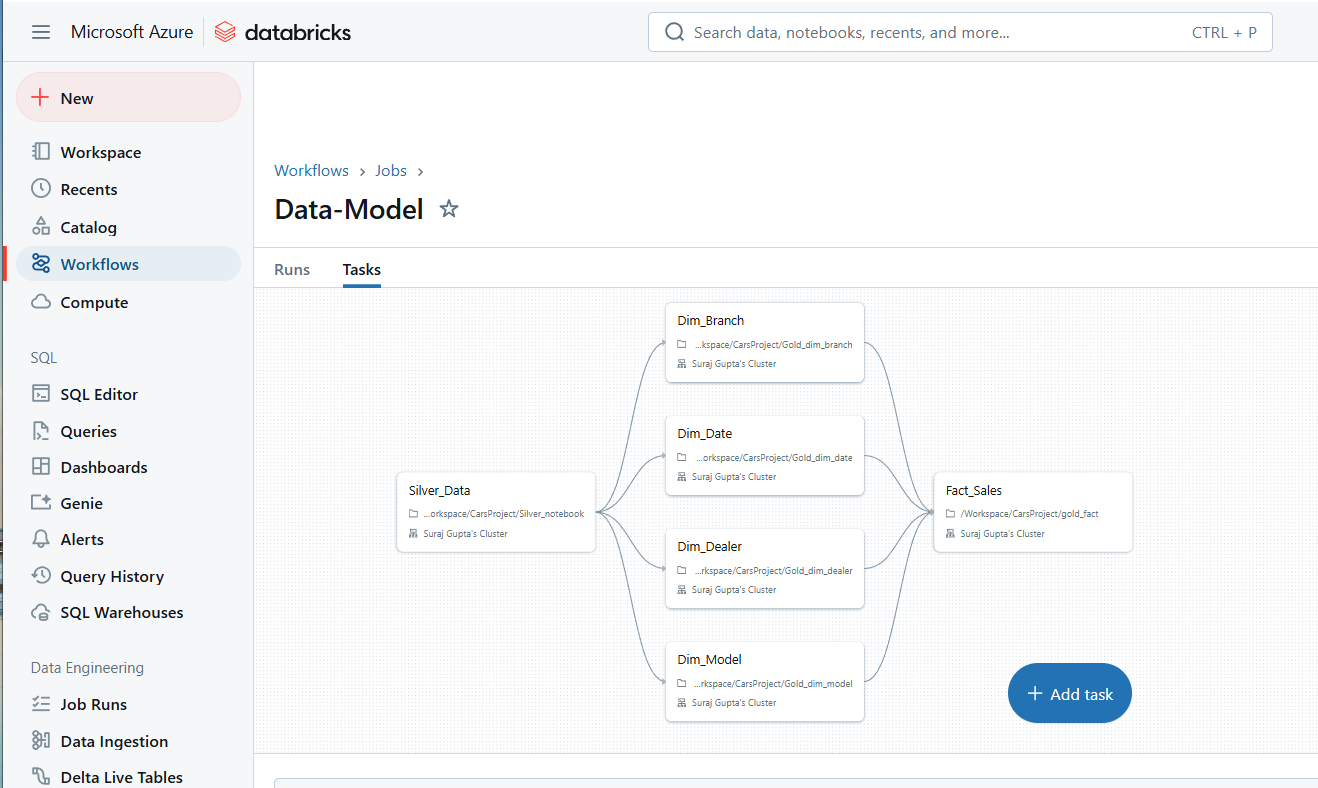 Microsoft Azure databricks
Search data, notebooks, recents, and more... CTRL + P
New
Workspace
Recents
Catalog
Workflows
Compute
SQL
SQL Editor
Queries
Dashboards
Genie
Alerts
Query History
SQL Warehouses
Data Engineering
Job Runs
Data Ingestion
Delta Live Tables
Workflows > Jobs >
Data-Model
Runs Tasks
Silver_Data
...orkspace/CarsProject/Silver_notebook
Suraj Gupta's Cluster
Dim_Branch
...kspace/CarsProject/Gold_dim_branch
Suraj Gupta's Cluster
Dim_Date
...orkspace/CarsProject/Gold_dim_date
Suraj Gupta's Cluster
Dim_Dealer
...rkspace/CarsProject/Gold_dim_dealer
Suraj Gupta's Cluster
Dim_Model
...rkspace/CarsProject/Gold_dim_model
Suraj Gupta's Cluster
Fact_Sales
/Workspace/CarsProject/gold_fact
Suraj Gupta's Cluster
+ Add task